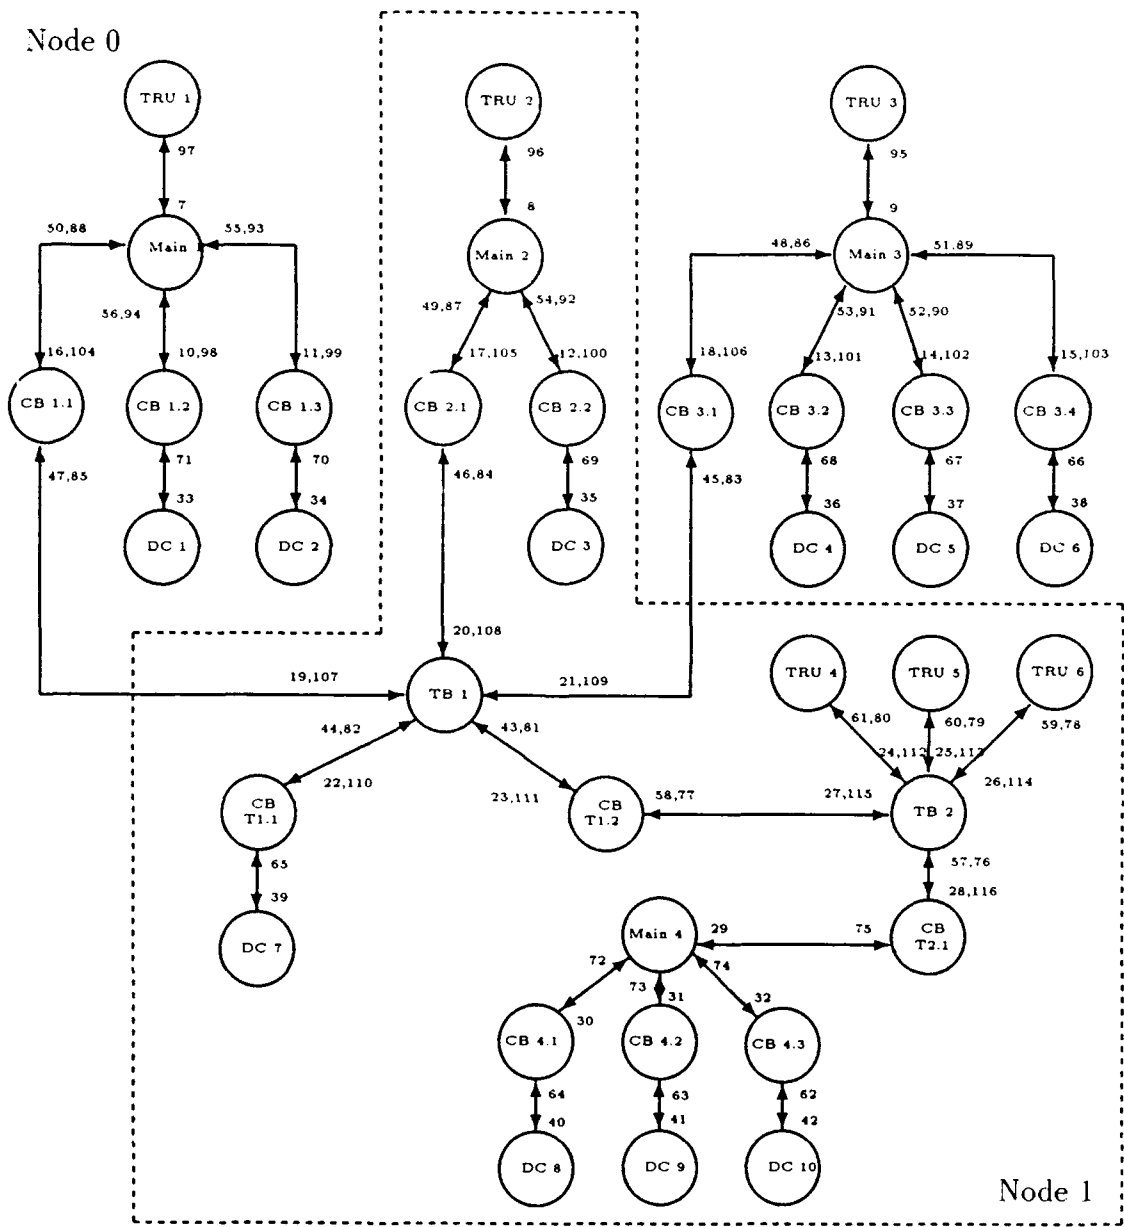 Node 0
TRU 1
TRU 2
TRU 3
97
96
95
7
8
9
50,88
55,93
48,86
51.89
Main 1
Main 2
Main 3
56,94
49,87
54,92
53,91
52,90
16,104
10,98
11,99
17,105
12,100
18,106
13,101
14,102
15,103
CB 1.1
CB 1.2
CB 1.3
CB 2.1
CB 2.2
CB 3.1
CB 3.2
CB 3.3
CB 3.4
47,85
71
70
46,84
69
45,83
68
67
66
33
34
35
36
37
38
DC 1
DC 2
DC 3
DC 4
DC 5
DC 6
20,108
19,107
21,109
TB 1
TRU 4
TRU 5
TRU 6
44,82
43,81
61,80
60,79
59,78
24,112
25,113
22,110
23,111
58,77
27,115
26,114
CB
T1.1
CB
T1.2
TB 2
65
57,76
39
28,116
DC 7
Main 4
29
75
CB
T2.1
72
73
74
30
31
32
CB 4.1
CB 4.2
CB 4.3
64
63
62
40
41
42
DC 8
DC 9
DC 10
Node 1